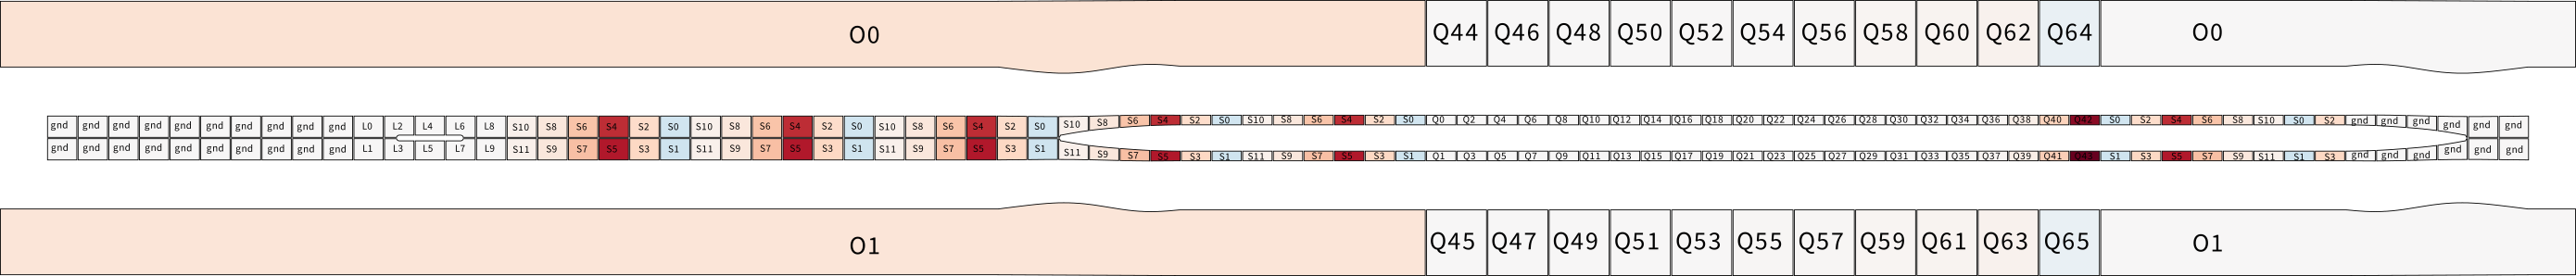 O0 Q44 Q46 Q48 Q50 Q52 Q54 Q56 Q58 Q60 Q62 Q64 O0
gnd gnd gnd gnd gnd gnd gnd gnd gnd gnd L0 L2 L4 L6 L8 S10 S8 S6 S4 S2 S0 S10 S8 S6 S4 S2 S0 S10 S8 S6 S4 S2 S0 S10 S8 S6 S4 S2 S0 S10 S8 S6 S4 S2 S0 Q0 Q2 Q4 Q6 Q8 Q10 Q12 Q14 Q16 Q18 Q20 Q22 Q24 Q26 Q28 Q30 Q32 Q34 Q36 Q38 Q40 Q42 S0 S2 S4 S6 S8 S10 S0 S2 gnd gnd gnd gnd gnd gnd
gnd gnd gnd gnd gnd gnd gnd gnd gnd gnd L1 L3 L5 L7 L9 S11 S9 S7 S5 S3 S1 S11 S9 S7 S5 S3 S1 S11 S9 S7 S5 S3 S1 S11 S9 S7 S5 S3 S1 S11 S9 S7 S5 S3 S1 Q1 Q3 Q5 Q7 Q9 Q11 Q13 Q15 Q17 Q19 Q21 Q23 Q25 Q27 Q29 Q31 Q33 Q35 Q37 Q39 Q41 Q43 S1 S3 S5 S7 S9 S11 S1 S3 gnd gnd gnd gnd gnd gnd
O1 Q45 Q47 Q49 Q51 Q53 Q55 Q57 Q59 Q61 Q63 Q65 O1